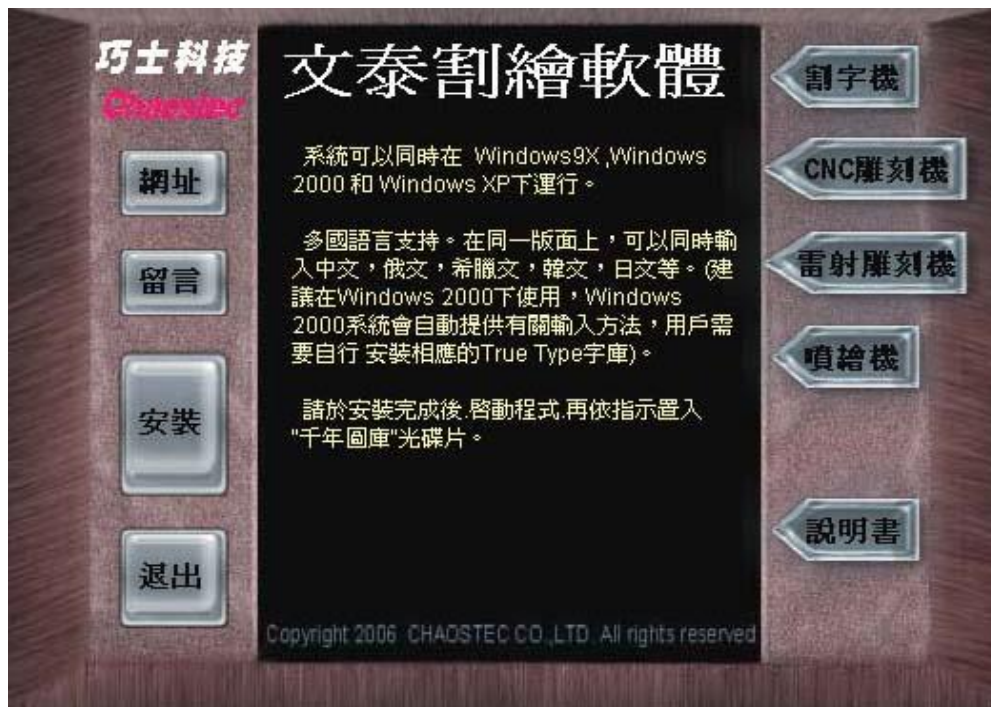 巧士科技
Chaostec
網址
留言
安裝
退出
文泰割繪軟體
系統可以同時在 Windows9X ,Windows
2000 和 Windows XP下運行。
多國語言支持。在同一版面上，可以同時輸
入中文，俄文，希臘文，韓文，日文等。(建
議在Windows 2000下使用，Windows
2000系統會自動提供有關輸入方法，用戶需
要自行 安裝相應的True Type字庫)。
請於安裝完成後.啓動程式.再依指示置入
"千年圖庫"光碟片。
Copyright 2006 CHAOSTEC CO.,LTD. All rights reserved
割字機
CNC雕刻機
雷射雕刻機
噴繪機
說明書